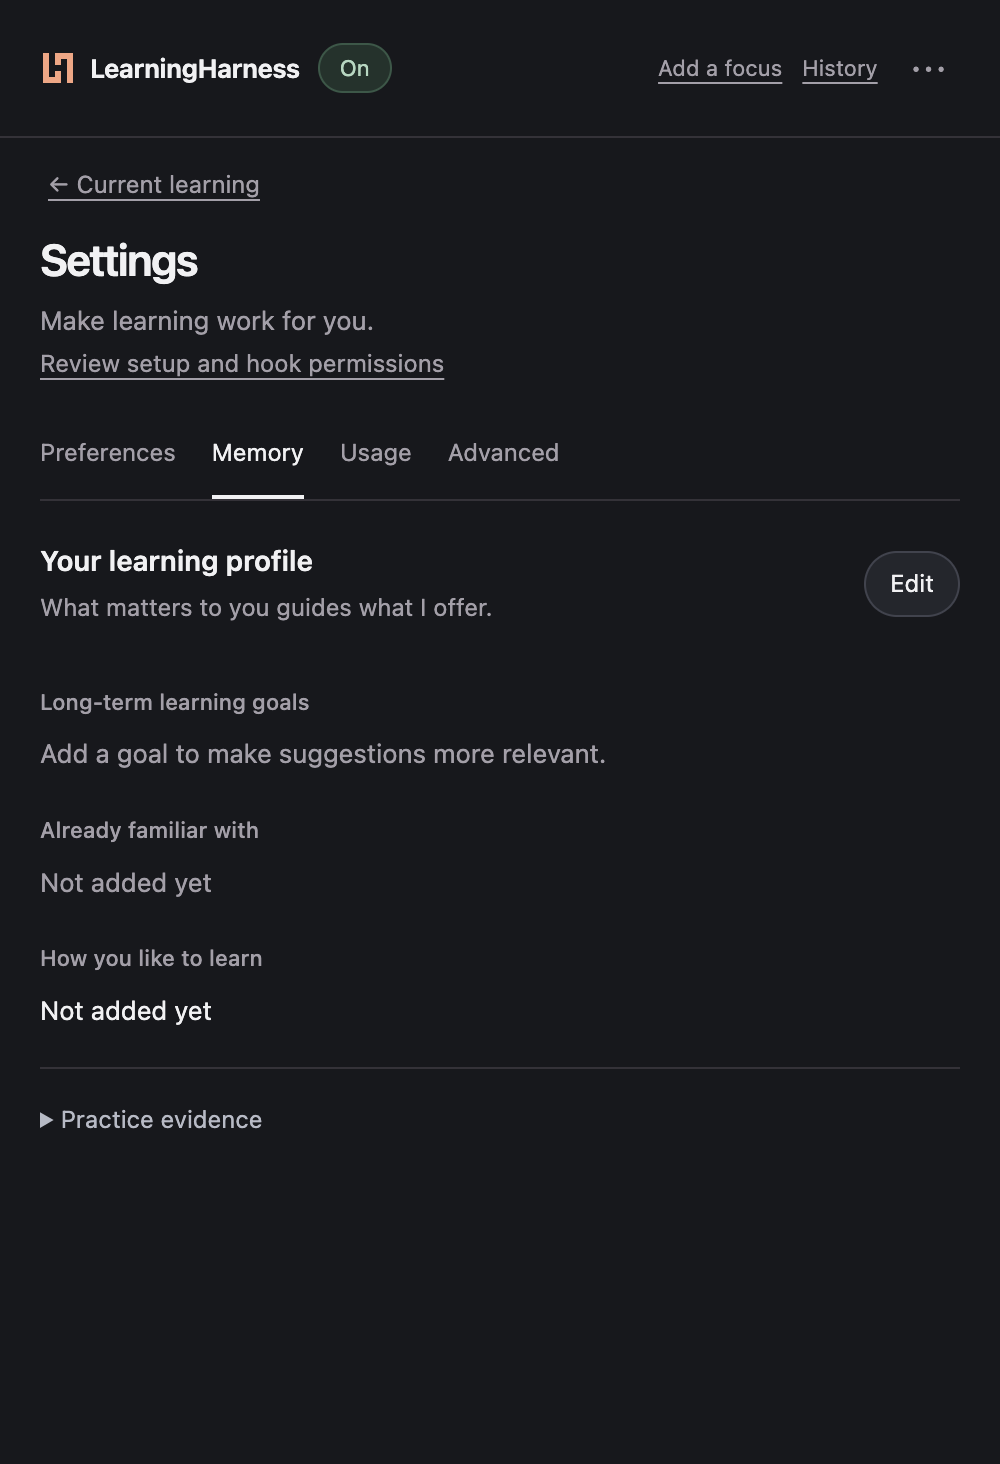 LearningHarness
On
Add a focus
History
← Current learning
Settings
Make learning work for you.
Review setup and hook permissions
Preferences
Memory
Usage
Advanced
Your learning profile
What matters to you guides what I offer.
Edit
Long-term learning goals
Add a goal to make suggestions more relevant.
Already familiar with
Not added yet
How you like to learn
Not added yet
Practice evidence